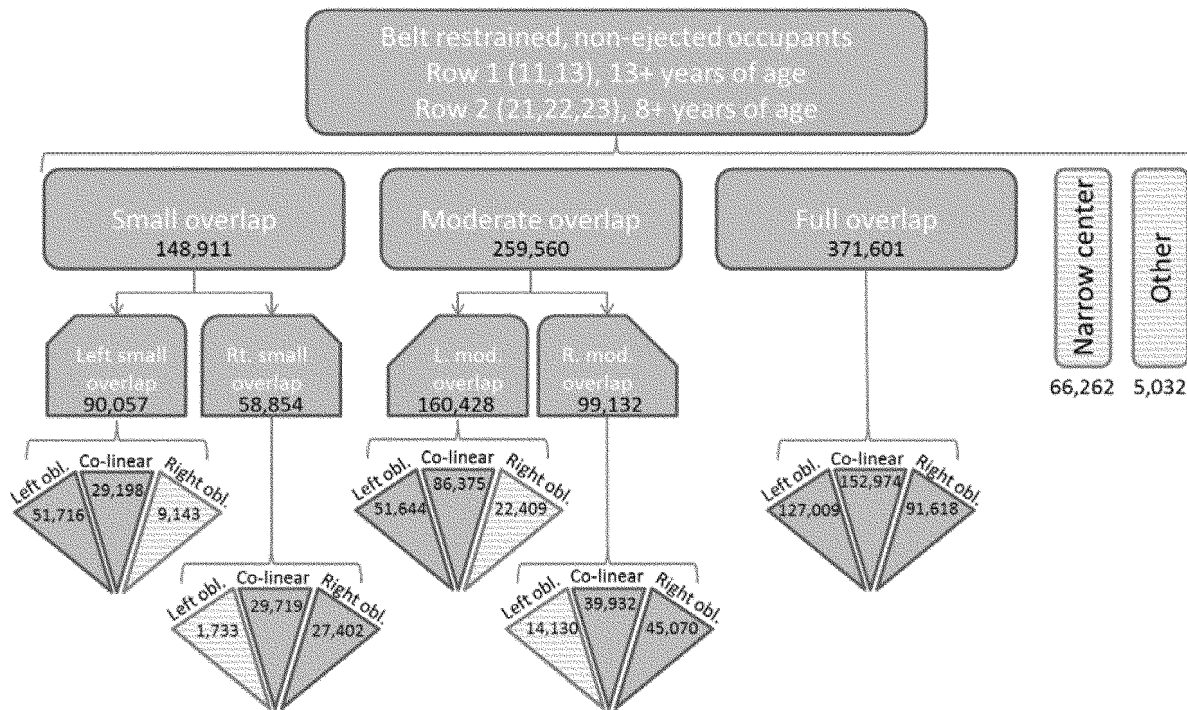 Belt restrained, non-ejected occupants
Row 1 (11,13), 13+ years of age
Row 2 (21,22,23), 8+ years of age
Small overlap
148,911
Moderate overlap
259,560
Full overlap
371,601
Narrow center
66,262
Other
5,032
Left small
overlap
90,057
Rt. small
overlap
58,854
L. mod.
overlap
160,428
R. mod.
overlap
99,132
Left obl.
Co-linear
Right obl.
51,716
29,198
9,143
Left obl.
Co-linear
Right obl.
1,733
29,719
27,402
Left obl.
Co-linear
Right obl.
51,644
86,375
22,409
Left obl.
Co-linear
Right obl.
14,130
39,932
45,070
Left obl.
Co-linear
Right obl.
127,009
152,974
91,618